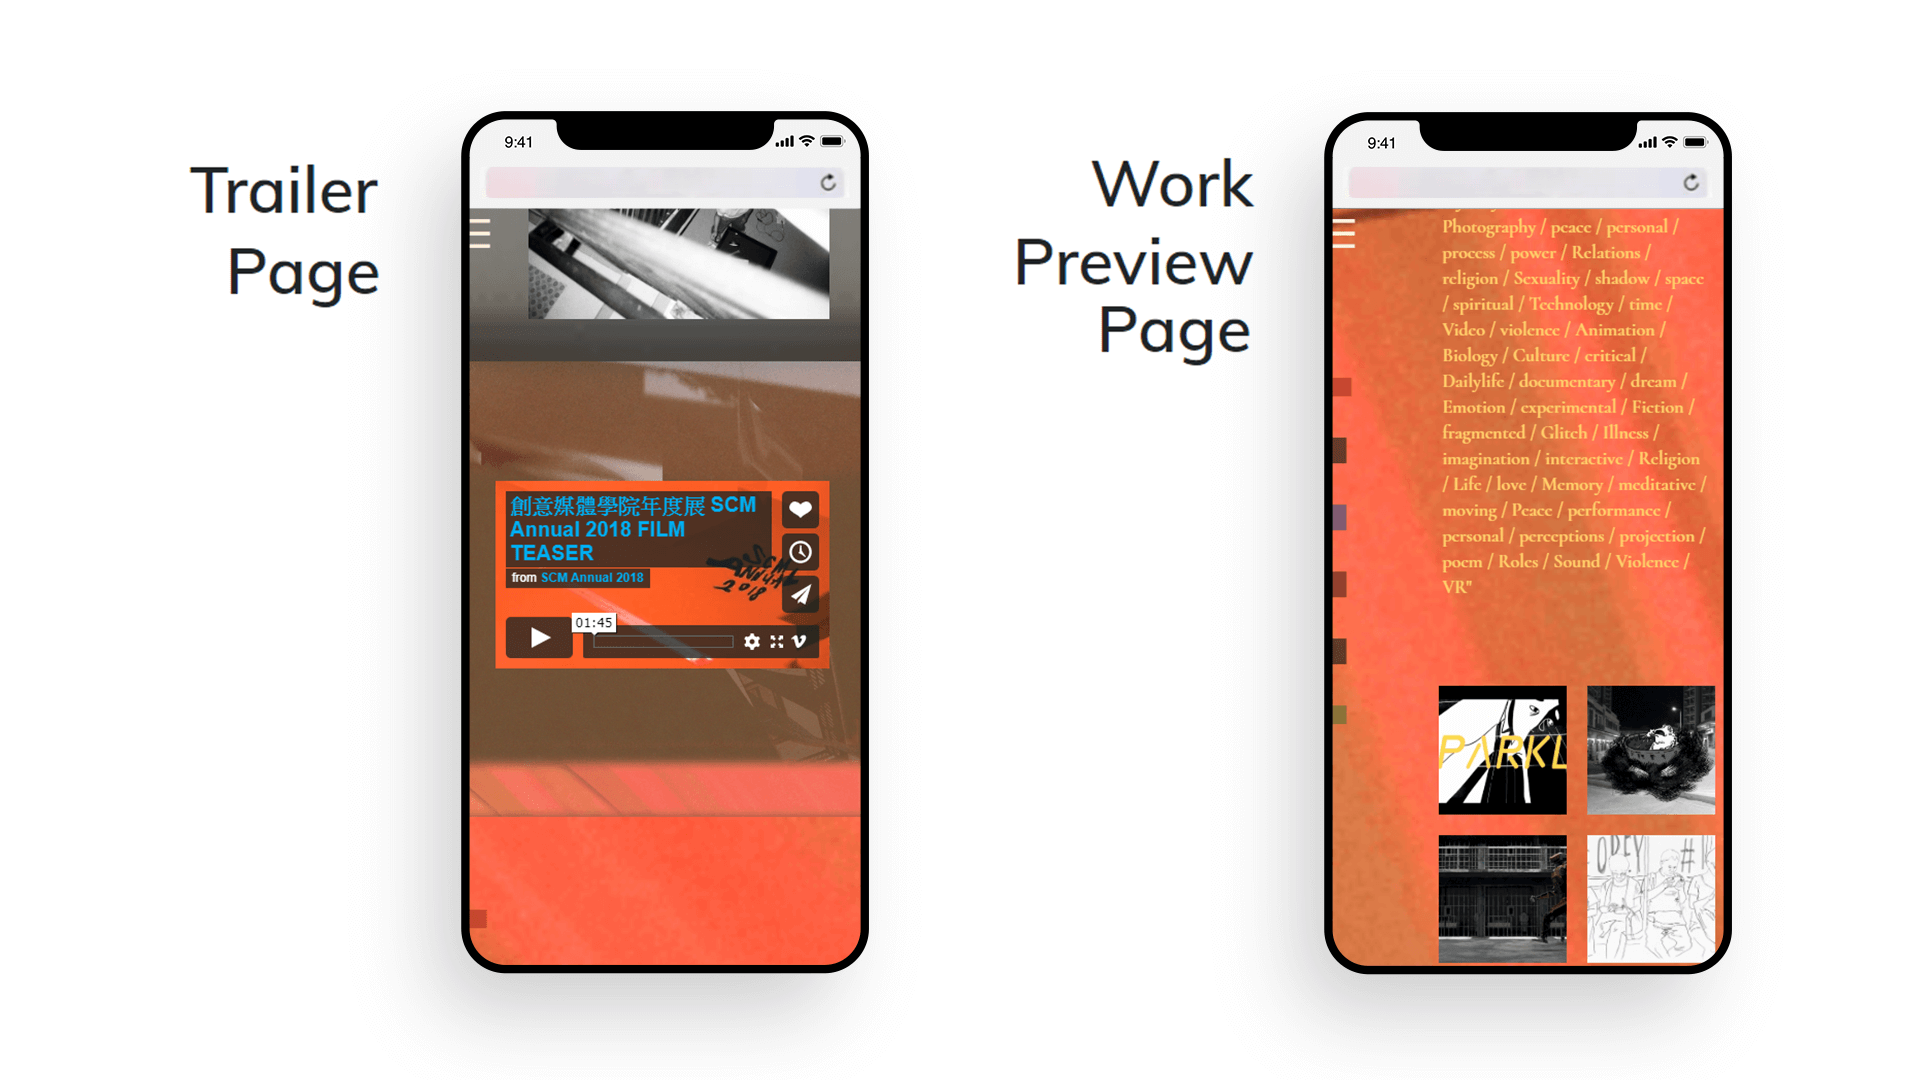 Trailer
Page
9:41
創意媒體學院年度展 SCM
Annual 2018 FILM
TEASER
from SCM Annual 2018
SCM
ANNUAL
2018
01:45
Work
Preview
Page
9:41
Photography / peace / personal /
process / power / Relations /
religion / Sexuality / shadow / space
/ spiritual / Technology / time /
Video / violence / Animation /
Biology / Culture / critical /
Dailylife / documentary / dream /
Emotion / experimental / Fiction /
fragmented / Glitch / Illness /
imagination / interactive / Religion
/ Life / love / Memory / meditative /
moving / Peace / performance /
personal / perceptions / projection /
poem / Roles / Sound / Violence /
VR"
PARKL
OBEY #